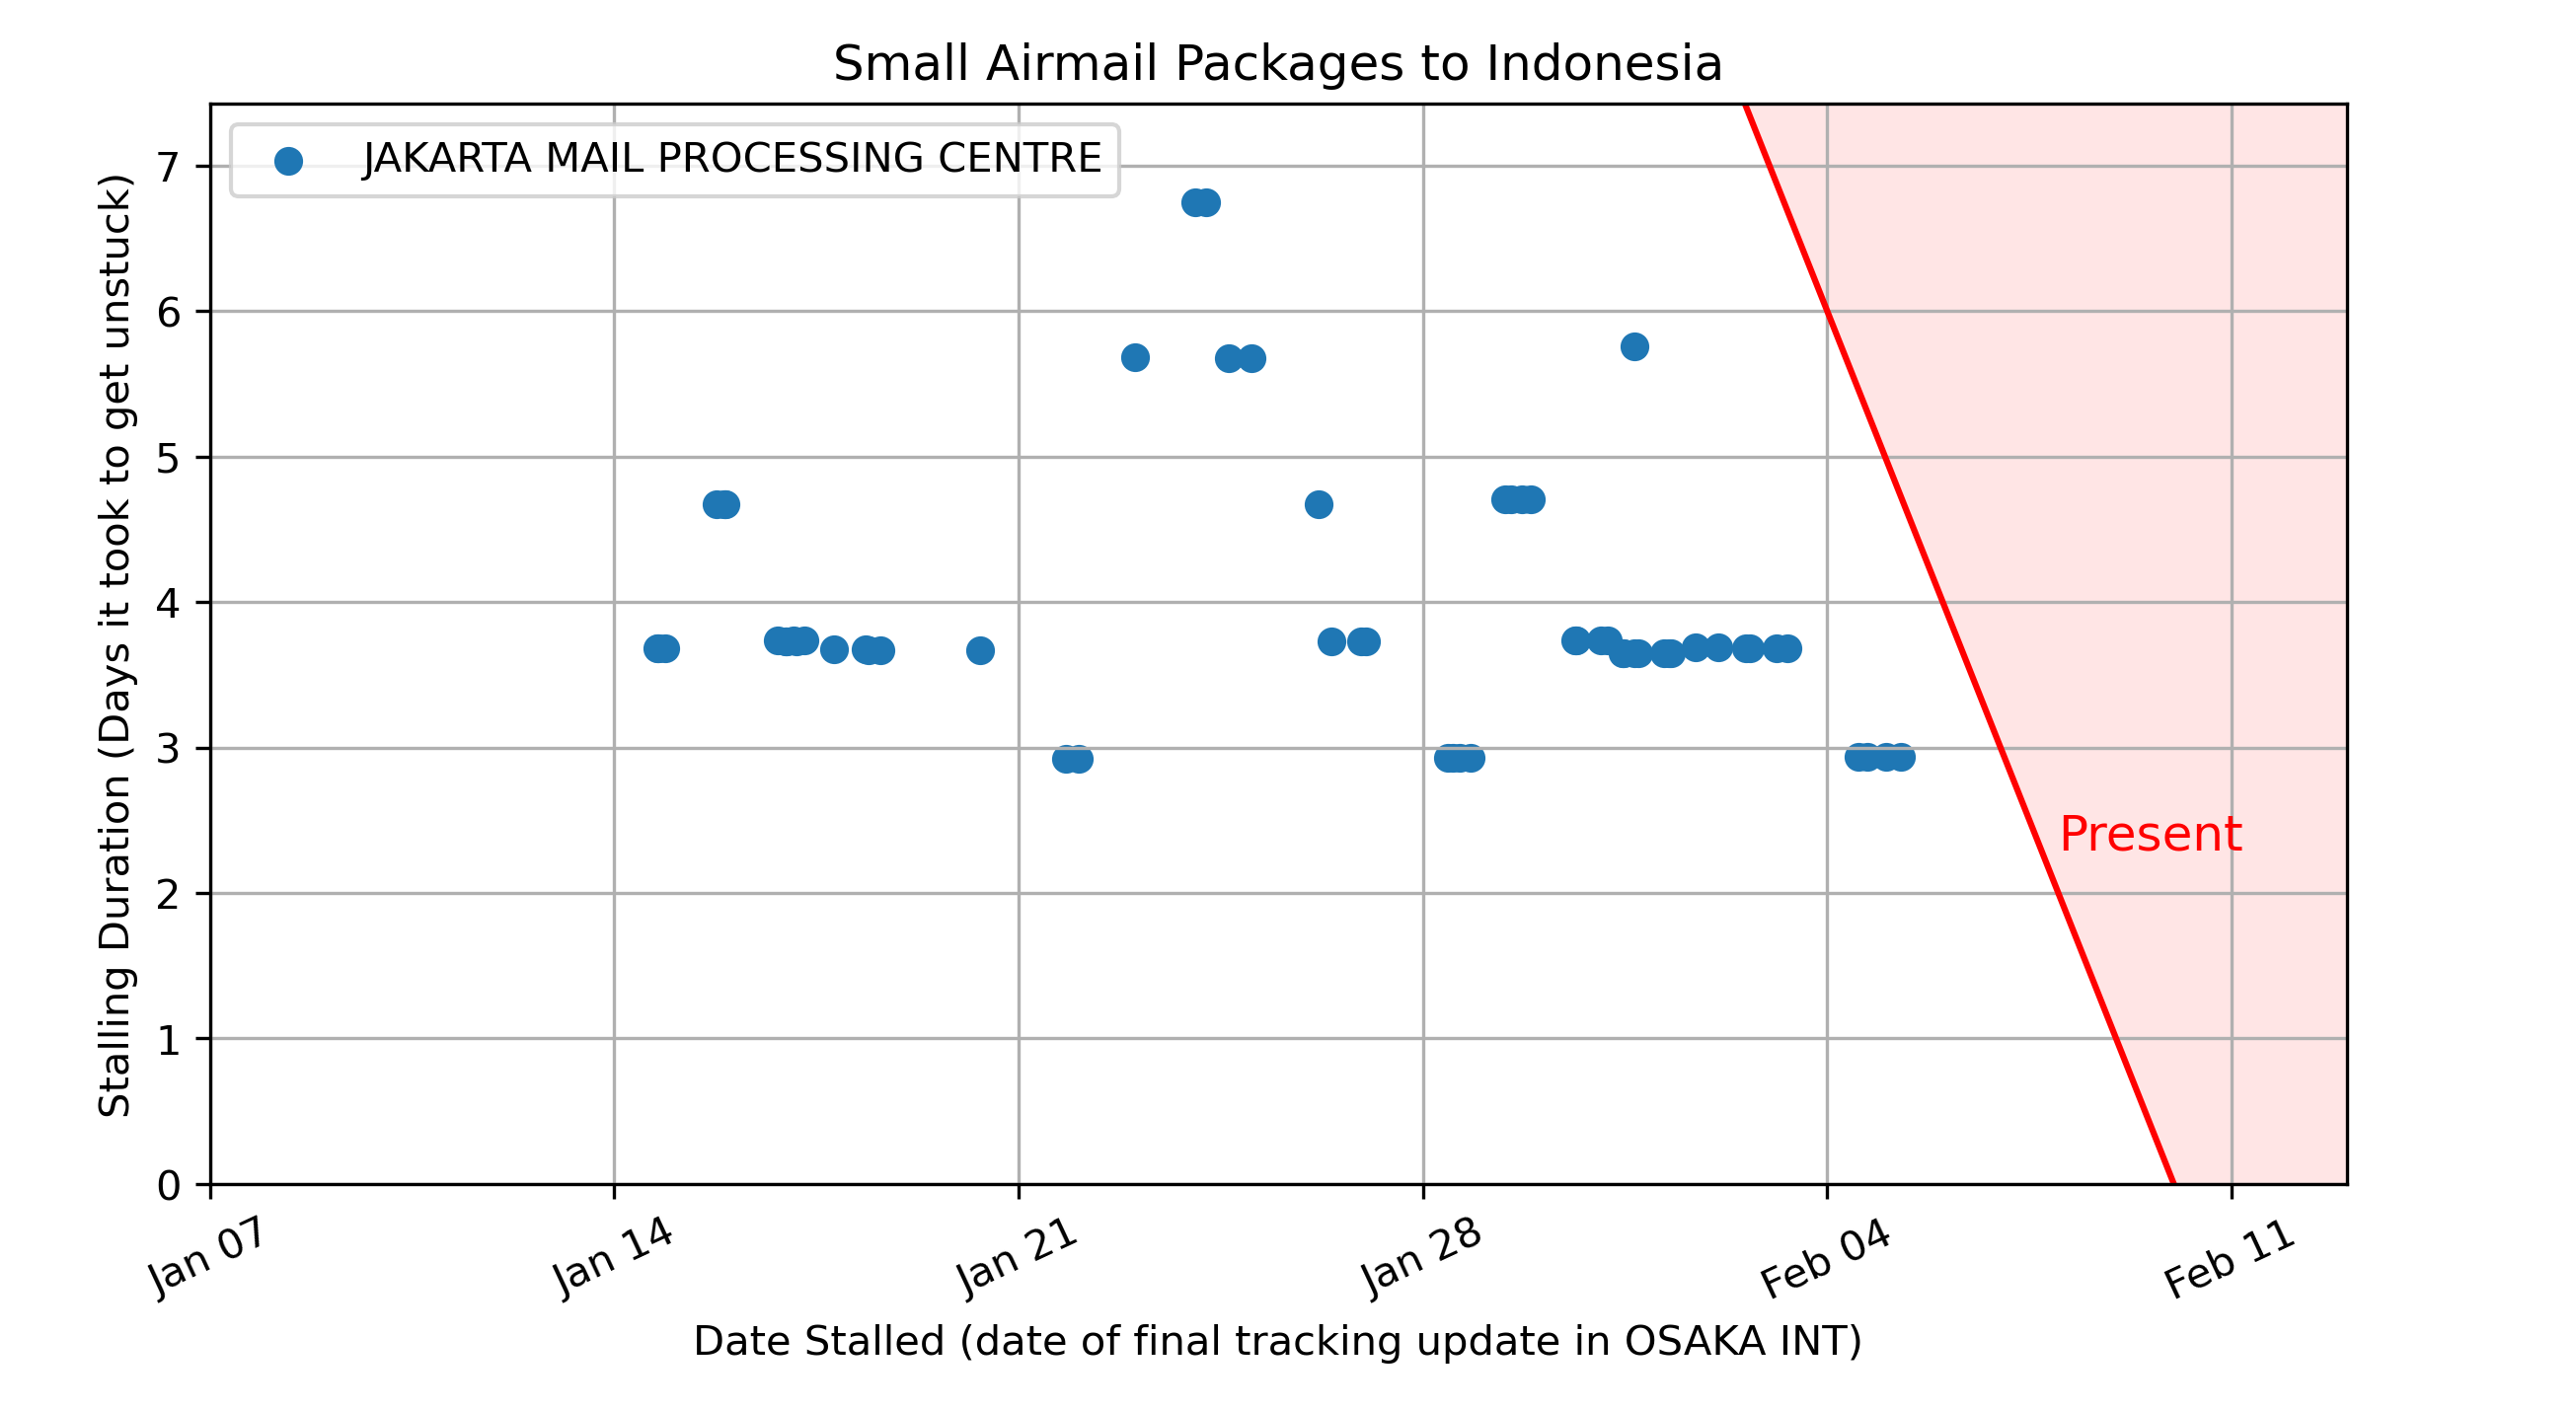 Small Airmail Packages to Indonesia
JAKARTA MAIL PROCESSING CENTRE
Stalling Duration (Days it took to get unstuck)
7
6
5
4
3
2
1
0
Present
Jan 07
Jan 14
Jan 21
Jan 28
Feb 04
Feb 11
Date Stalled (date of final tracking update in OSAKA INT)